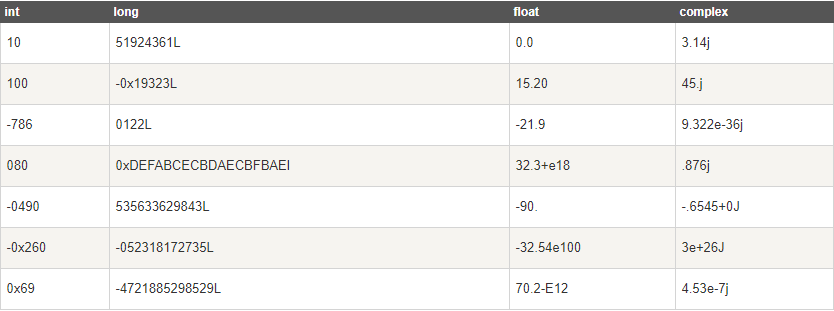 int long float complex
10 51924361L 0.0 3.14j
100 -0x19323L 15.20 45.j
-786 0122L -21.9 9.322e-36j
080 0xDEFABCECBDAECBFBAEl 32.3+e18 .876j
-0490 535633629843L -90. -.6545+0J
-0x260 -052318172735L -32.54e100 3e+26J
0x69 -4721885298529L 70.2-E12 4.53e-7j